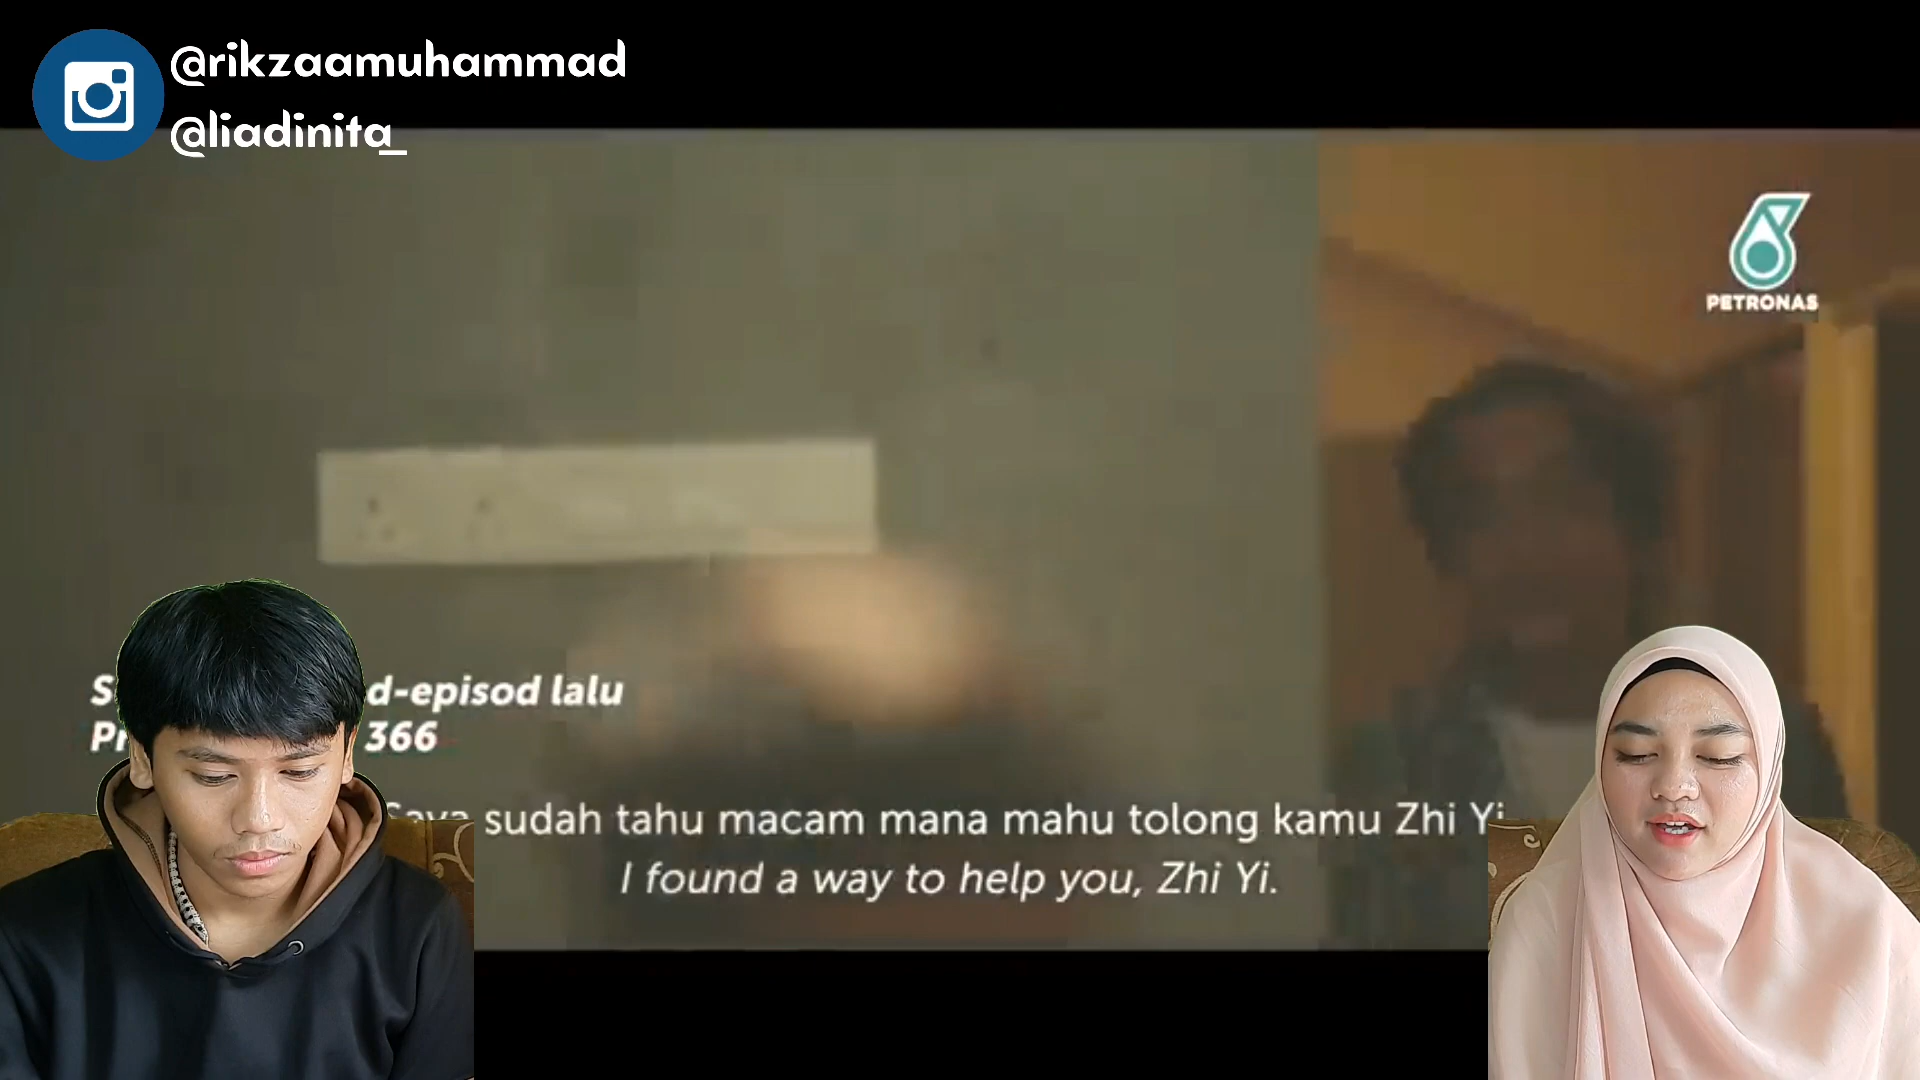 @rikzaamuhammad
@liadinita_
PETRONAS
d-episod lalu
366
sudah tahu macam mana mahu tolong kamu Zhi Yi
I found a way to help you, Zhi Yi.